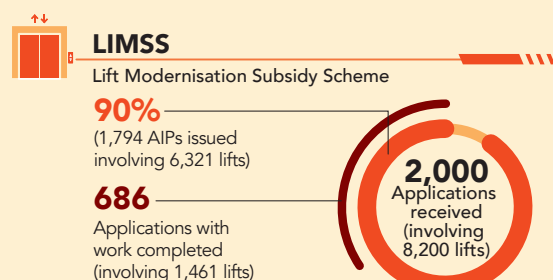 LIMSS
Lift Modernisation Subsidy Scheme
90%
(1,794 AIPs issued
involving 6,321 lifts)
686
Applications with
work completed
(involving 1,461 lifts)
2,000
Applications
received
(involving
8,200 lifts)